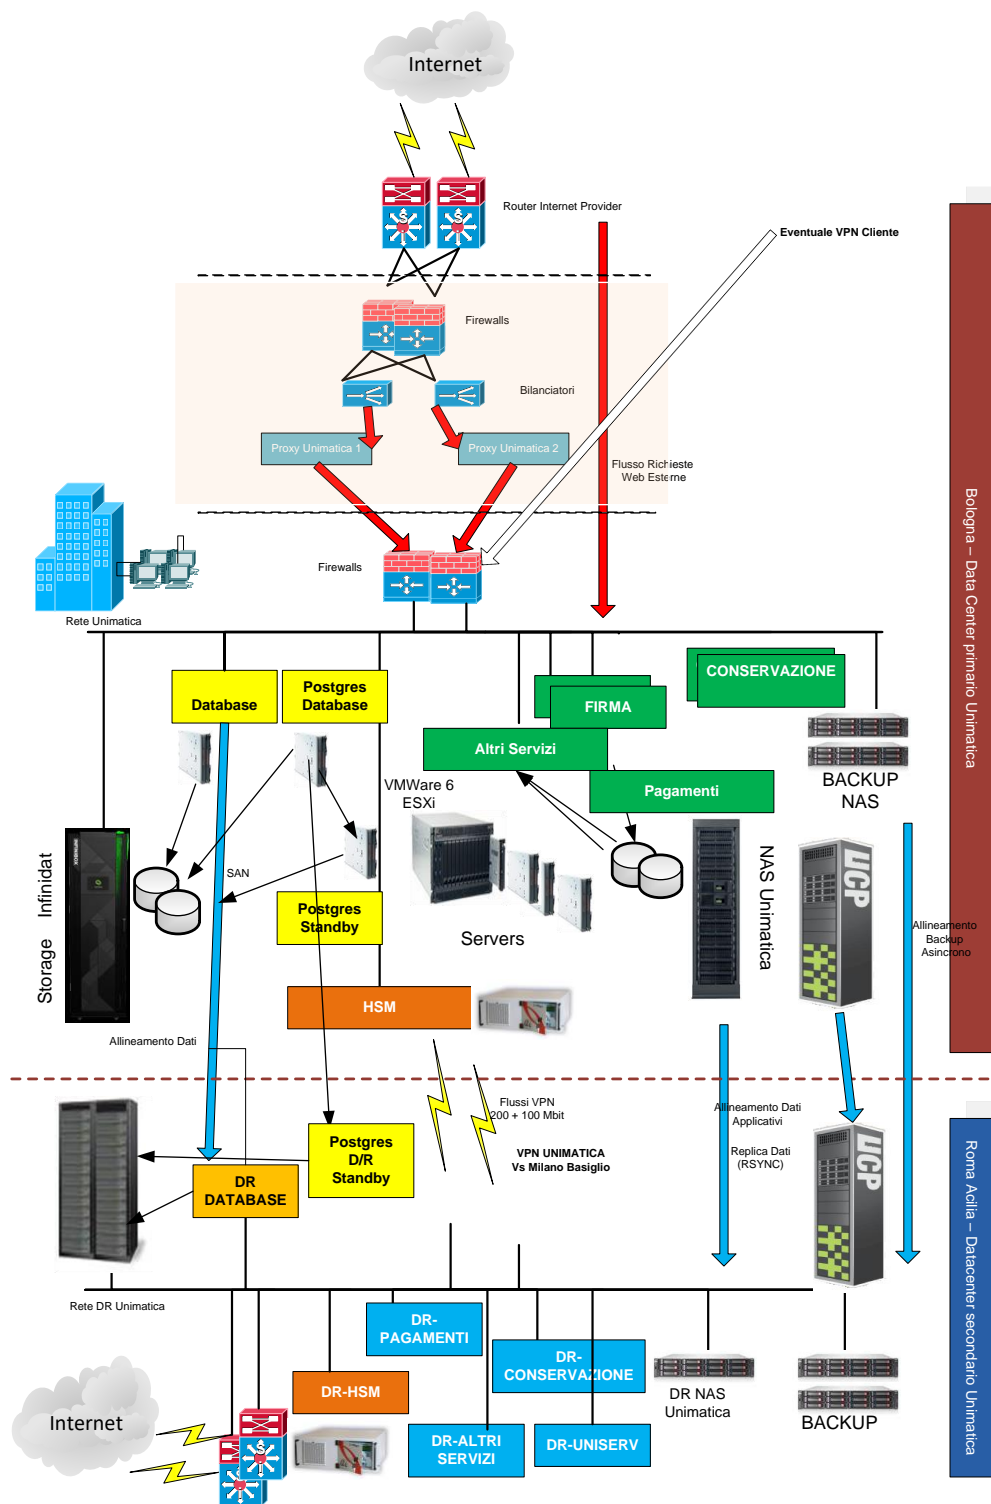 Internet
Router Internet Provider
Eventuale VPN Cliente
Firewalls
Bilanciatori
Proxy Unimatica 1
Proxy Unimatica 2
Flusso Richieste
Web Esterne
Firewalls
Rete Unimatica
Bologna – Data Center primario Unimatica
Database
Postgres
Database
FIRMA
CONSERVAZIONE
Altri Servizi
Pagamenti
BACKUP
NAS
VMWare 6
ESXi
Storage Infinidat
SAN
Postgres
Standby
Servers
NAS Unimatica
UCP
Allineamento
Backup
Asincrono
HSM
Allineamento Dati
Flussi VPN
200 + 100 Mbit
VPN UNIMATICA
Vs Milano Basiglio
Allineamento Dati
Applicativi
Replica Dati
(RSYNC)
UCP
Postgres
D/R
Standby
DR
DATABASE
Roma Acilia – Datacenter secondario Unimatica
Rete DR Unimatica
DR-
PAGAMENTI
DR-
CONSERVAZIONE
DR-HSM
DR NAS
Unimatica
BACKUP
Internet
DR-ALTRI
SERVIZI
DR-UNISERV